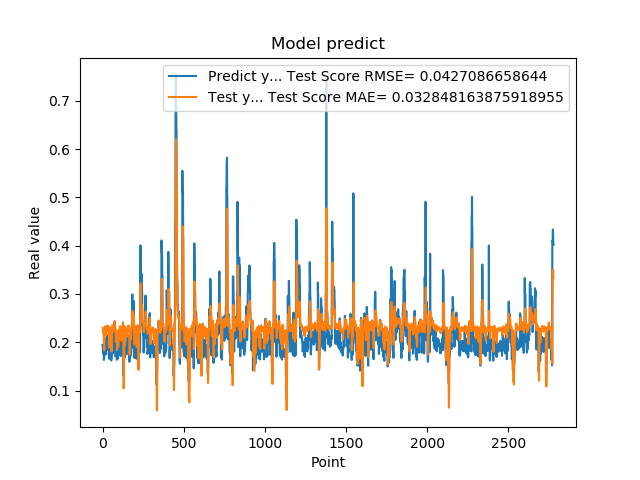 Model predict
Predict y... Test Score RMSE= 0.0427086658644
Test y... Test Score MAE= 0.032848163875918955
Real value
0.7
0.6
0.5
0.4
0.3
0.2
0.1
0 500 1000 1500 2000 2500
Point